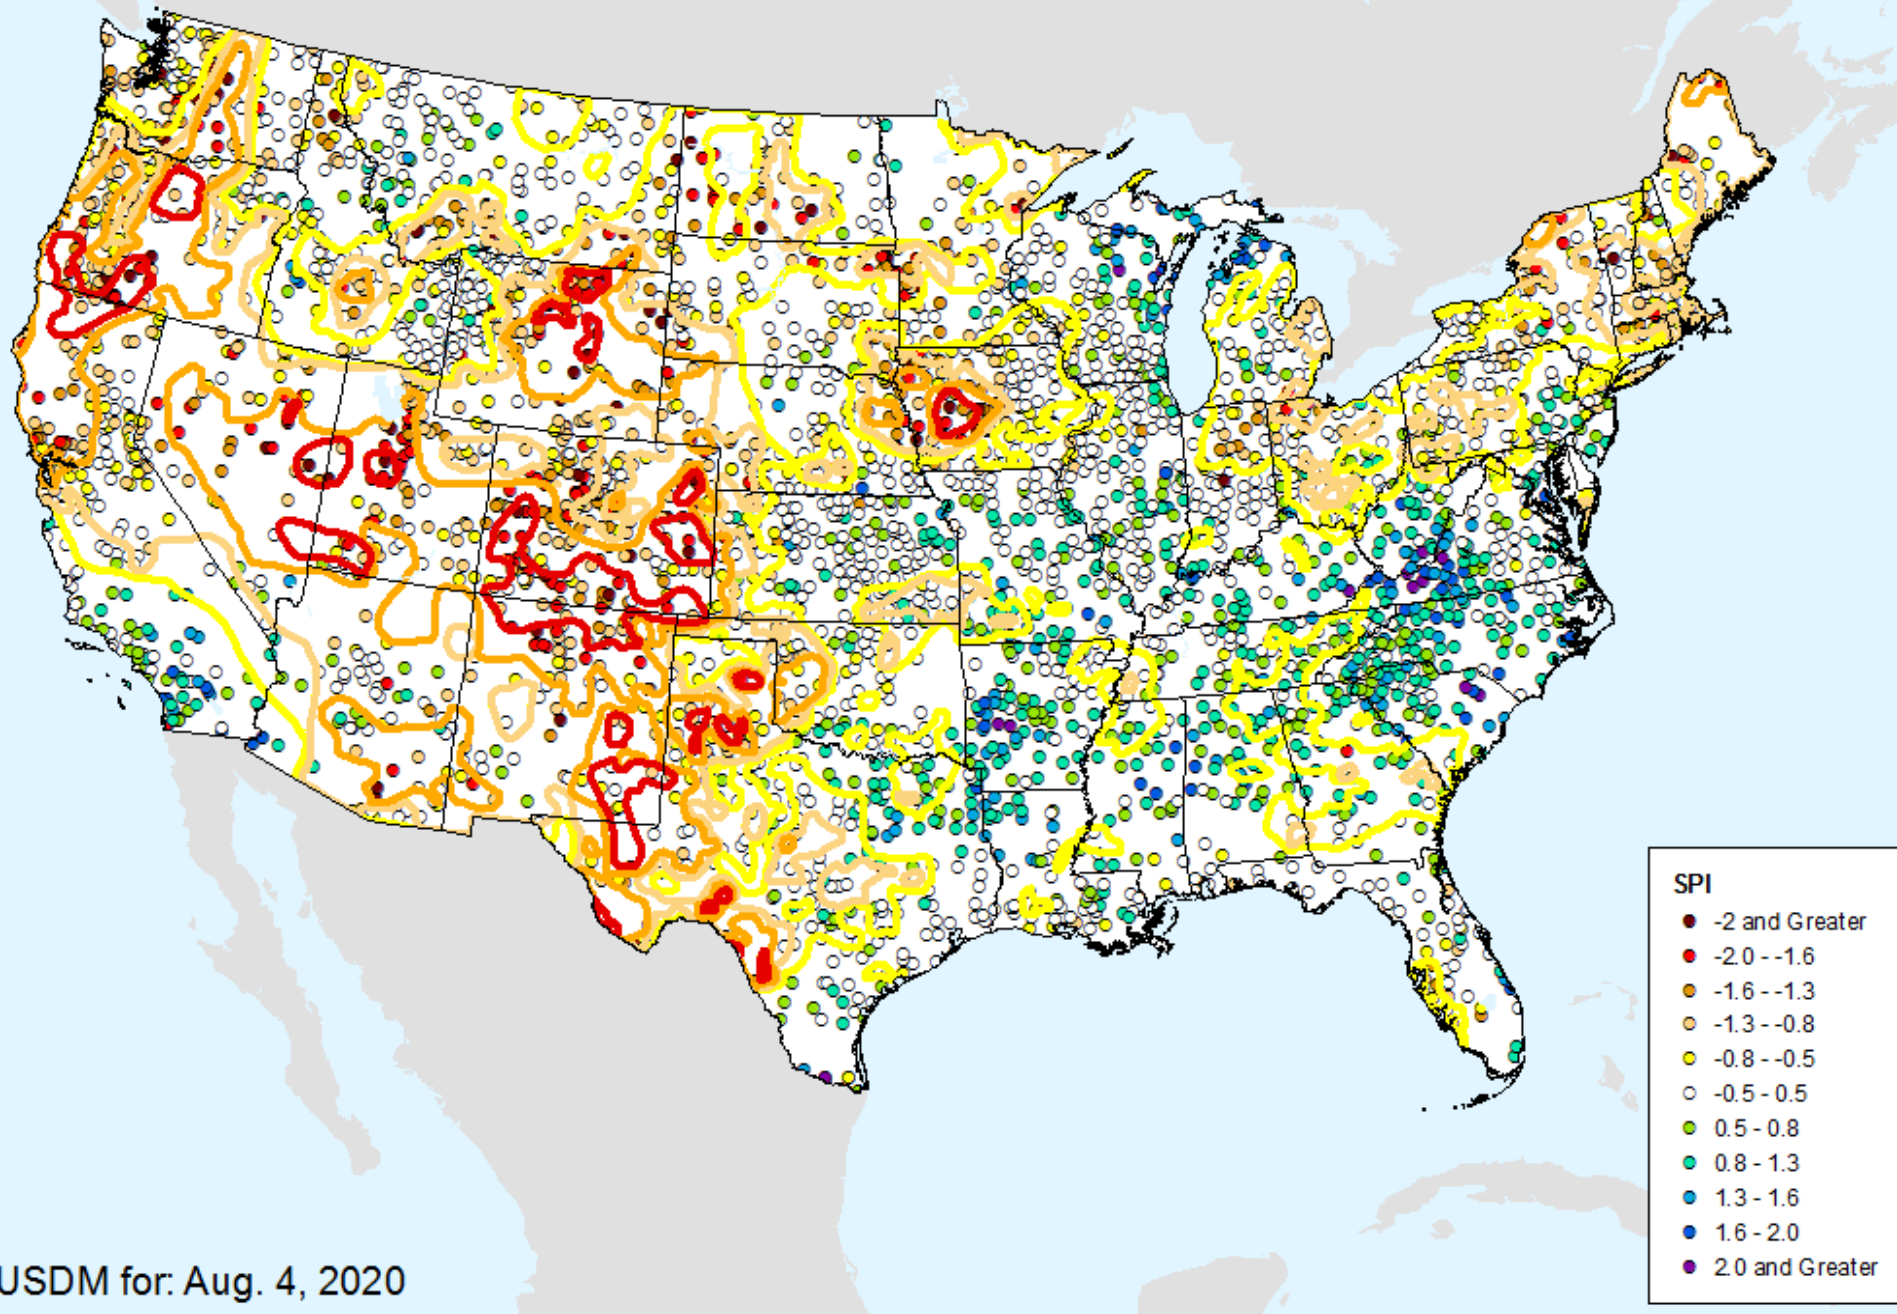 SPI
-2 and Greater
-2.0 - -1.6
-1.6 - -1.3
-1.3 - -0.8
-0.8 - -0.5
-0.5 - 0.5
0.5 - 0.8
0.8 - 1.3
1.3 - 1.6
1.6 - 2.0
2.0 and Greater
USDM for: Aug. 4, 2020